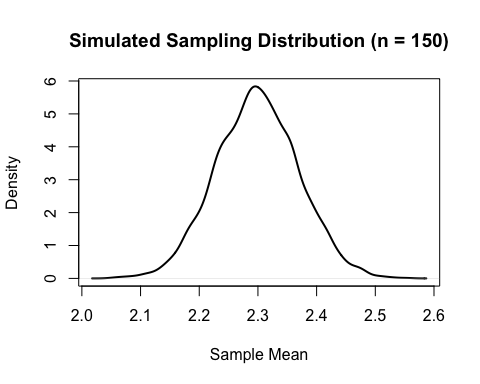 Simulated Sampling Distribution (n = 150)
6
5
4
3
2
1
0
Density
2.0 2.1 2.2 2.3 2.4 2.5 2.6
Sample Mean